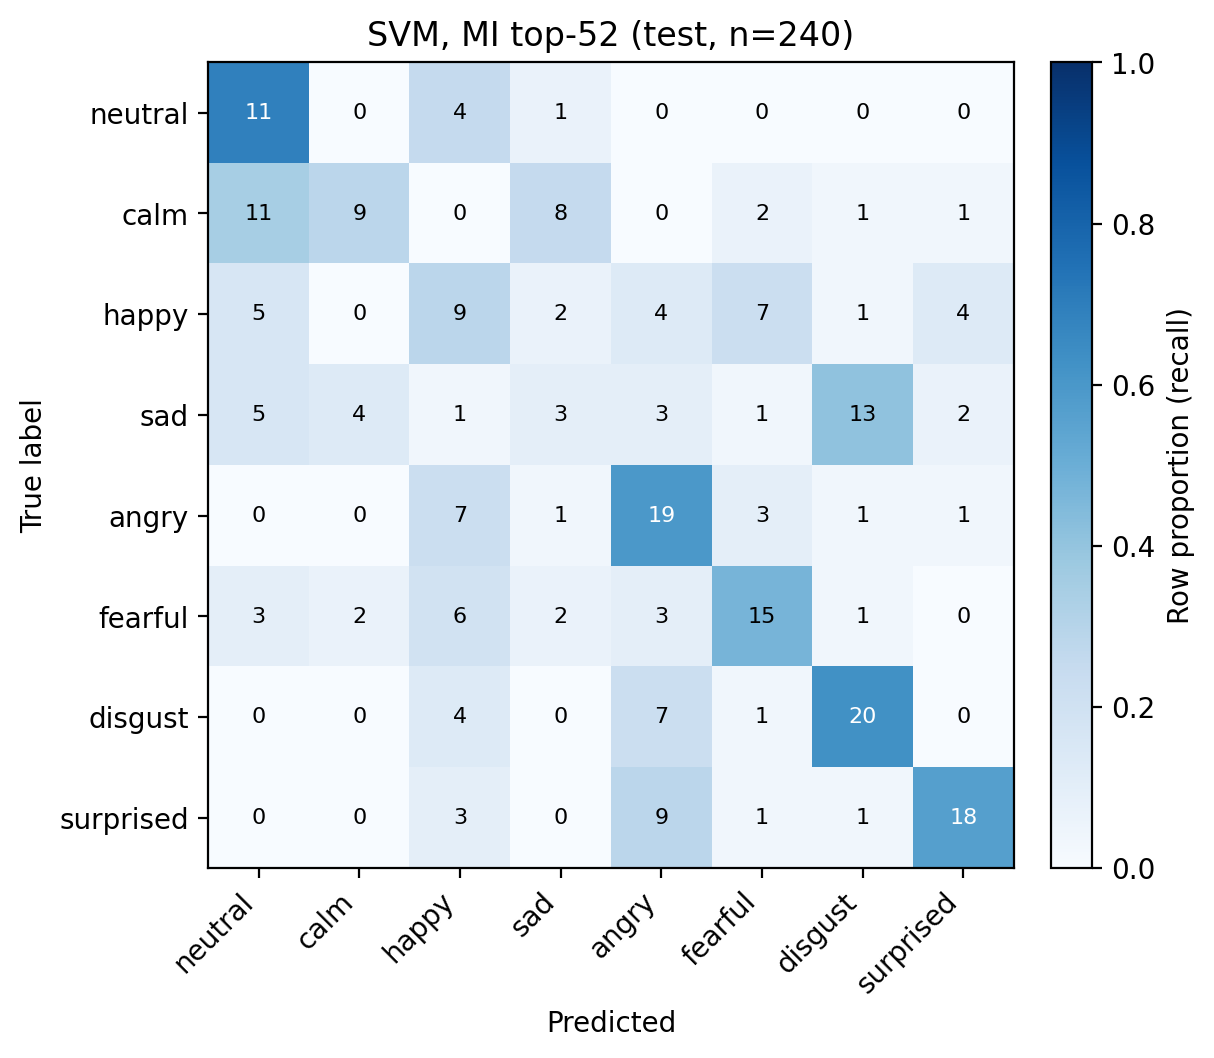 SVM, MI top-52 (test, n=240)
neutral 11 0 4 1 0 0 0 0
calm 11 9 0 8 0 2 1 1
happy 5 0 9 2 4 7 1 4
sad 5 4 1 3 3 1 13 2
angry 0 0 7 1 19 3 1 1
fearful 3 2 6 2 3 15 1 0
disgust 0 0 4 0 7 1 20 0
surprised 0 0 3 0 9 1 1 18
neutral calm happy sad angry fearful disgust surprised
Predicted
True label
1.0
0.8
0.6
0.4
0.2
0.0
Row proportion (recall)